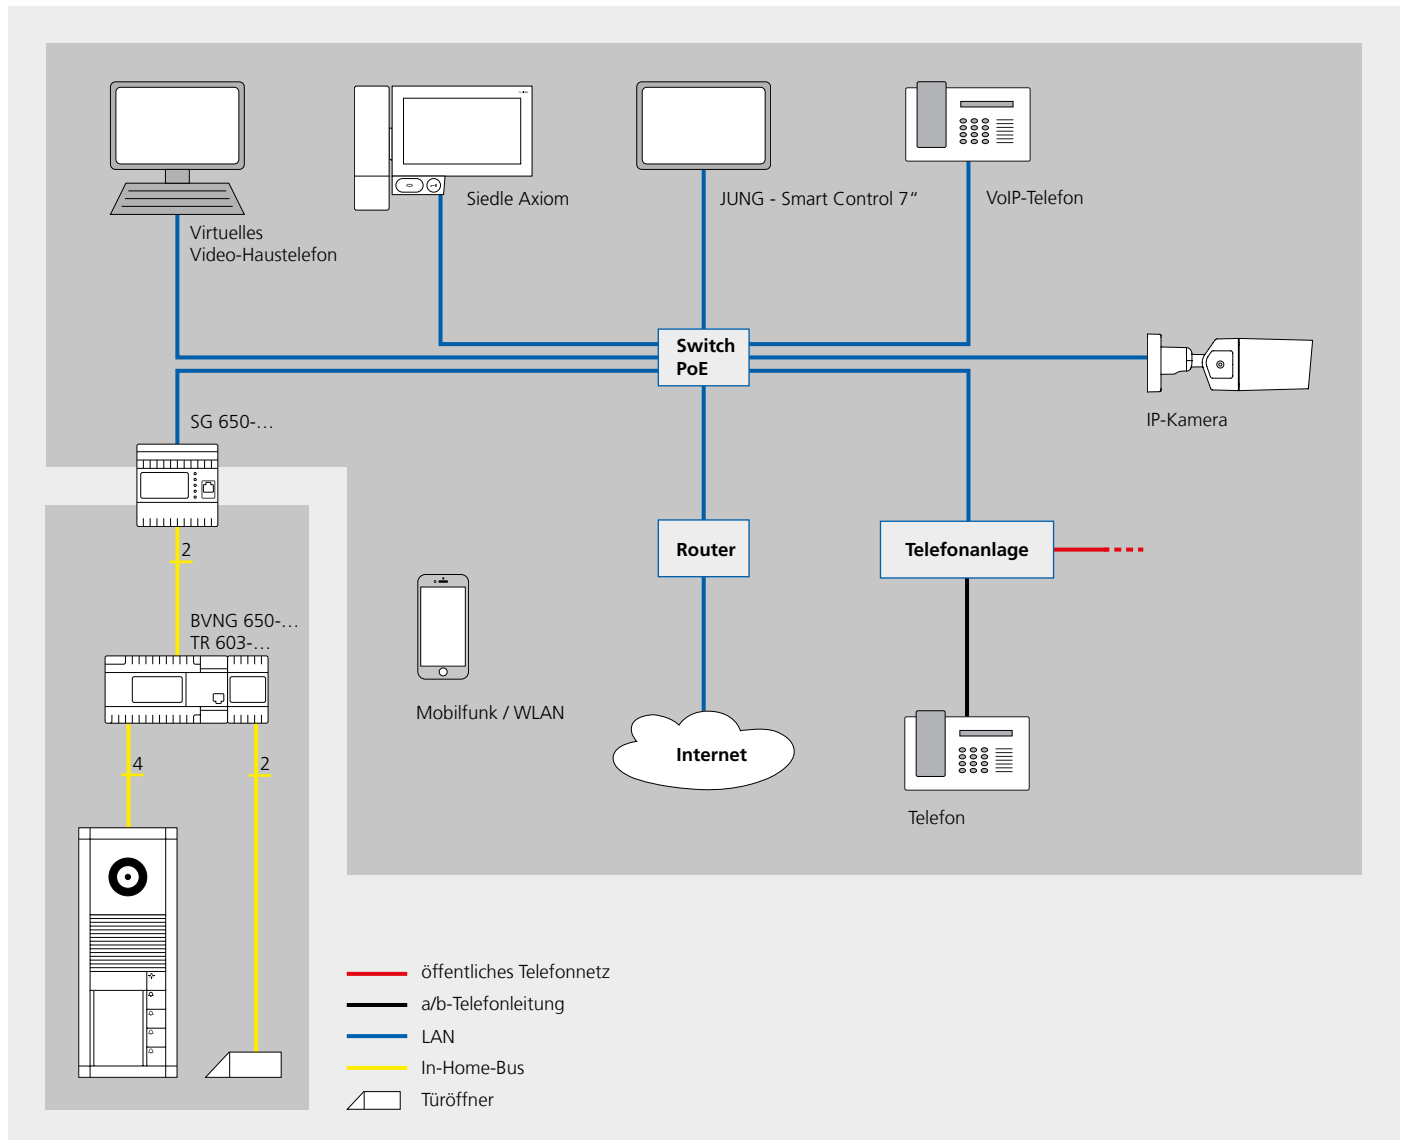 Siedle Axiom
JUNG - Smart Control 7“
VoIP-Telefon
Virtuelles
Video-Haustelefon
Switch
PoE
IP-Kamera
SG 650-…
2
BVNG 650-…
TR 603-…
Router
Telefonanlage
Mobilfunk / WLAN
Internet
4
2
Telefon
öffentliches Telefonnetz
a/b-Telefonleitung
LAN
In-Home-Bus
Türöffner